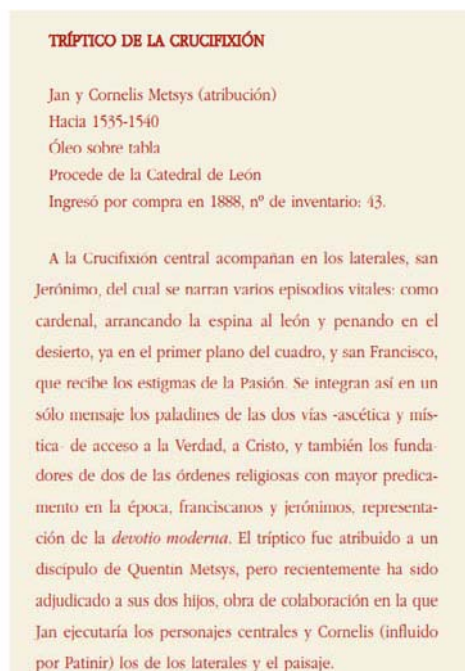 TRÍPTICO DE LA CRUCIFIXIÓN
Jan y Cornelis Metsys (atribución)
Hacia 1535-1540
Óleo sobre tabla
Procede de la Catedral de León
Ingresó por compra en 1888, nº de inventario: 43.
A la Crucifixión central acompañan en los laterales, san
Jerónimo, del cual se narran varios episodios vitales: como
cardenal, arrancando la espina al león y penando en el
desierto, ya en el primer plano del cuadro, y san Francisco,
que recibe los estigmas de la Pasión. Se integran así en un
sólo mensaje los paladines de las dos vías -ascética y mís-
tica- de acceso a la Verdad, a Cristo, y también los funda-
dores de dos de las órdenes religiosas con mayor predica-
mento en la época, franciscanos y jerónimos, representa-
ción de la devotio moderna. El tríptico fue atribuido a un
discípulo de Quentin Metsys, pero recientemente ha sido
adjudicado a sus dos hijos, obra de colaboración en la que
Jan ejecutaría los personajes centrales y Cornelis (influido
por Patinir) los de los laterales y el paisaje.